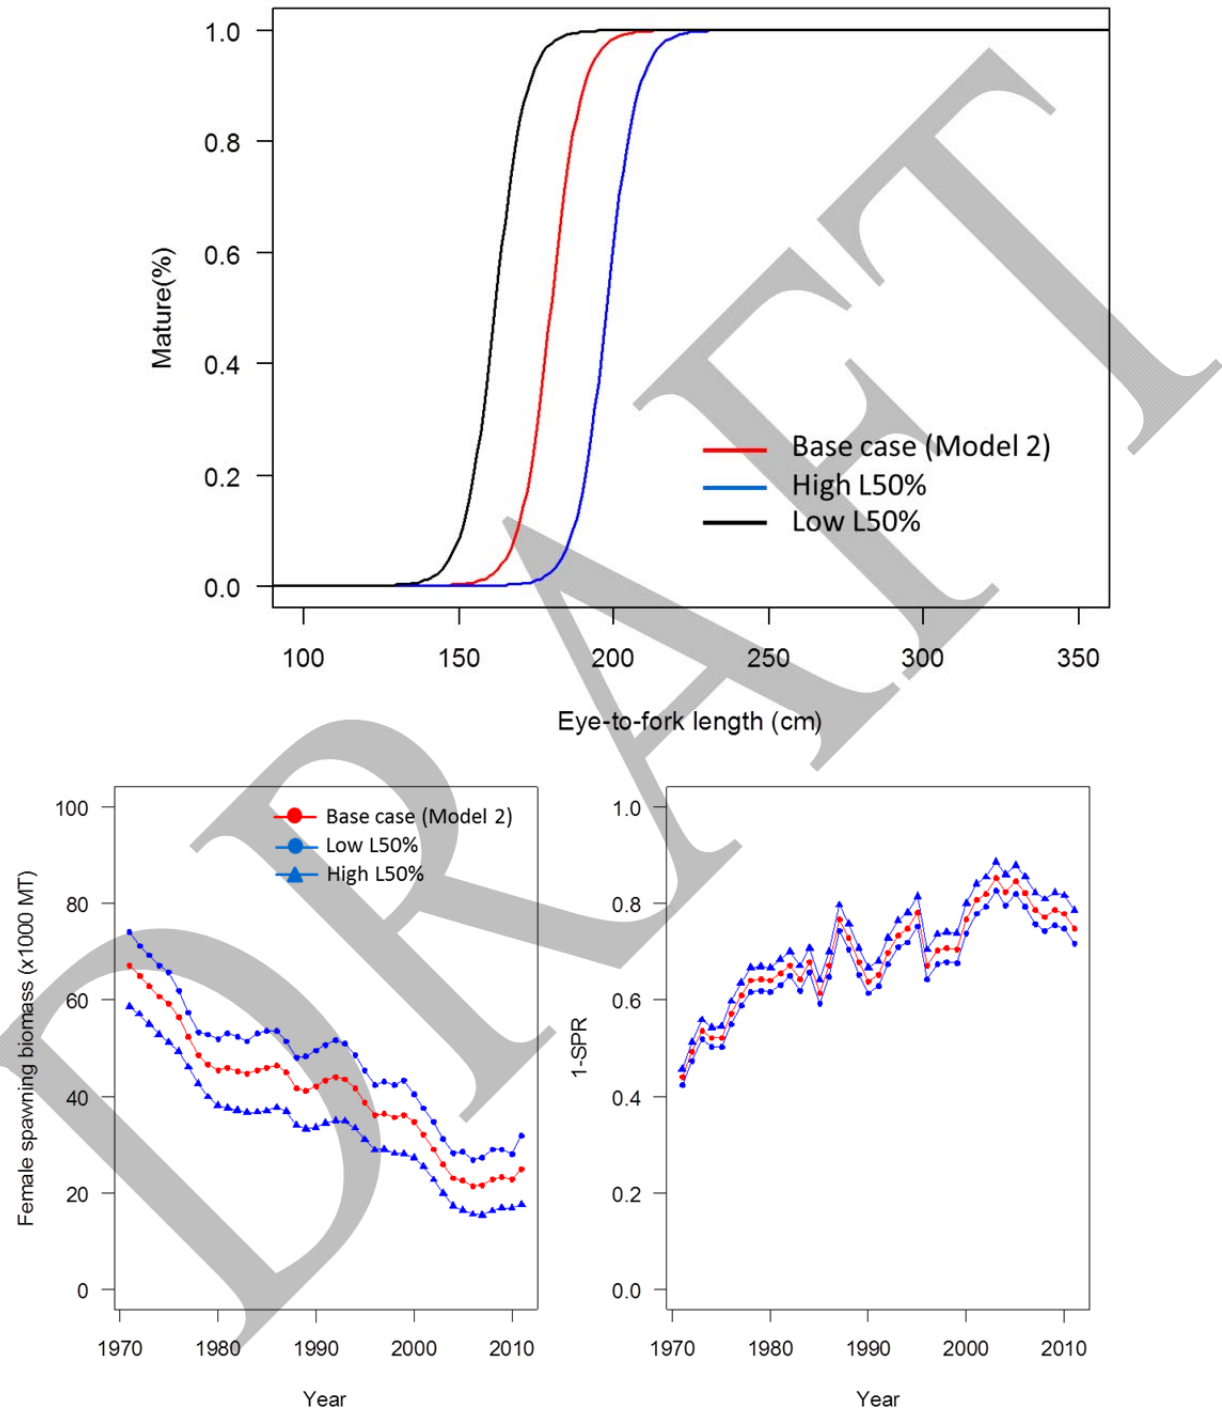 1.0
0.8
0.6
0.4
0.2
0.0
Mature(%)
Base case (Model 2)
High L50%
Low L50%
100 150 200 250 300 350
Eye-to-fork length (cm)
DRAFT
100
80
60
40
20
0
Female spawning biomass (x1000 MT)
Base case (Model 2)
Low L50%
High L50%
1970 1980 1990 2000 2010
Year
1.0
0.8
0.6
0.4
0.2
0.0
1-SPR
1970 1980 1990 2000 2010
Year